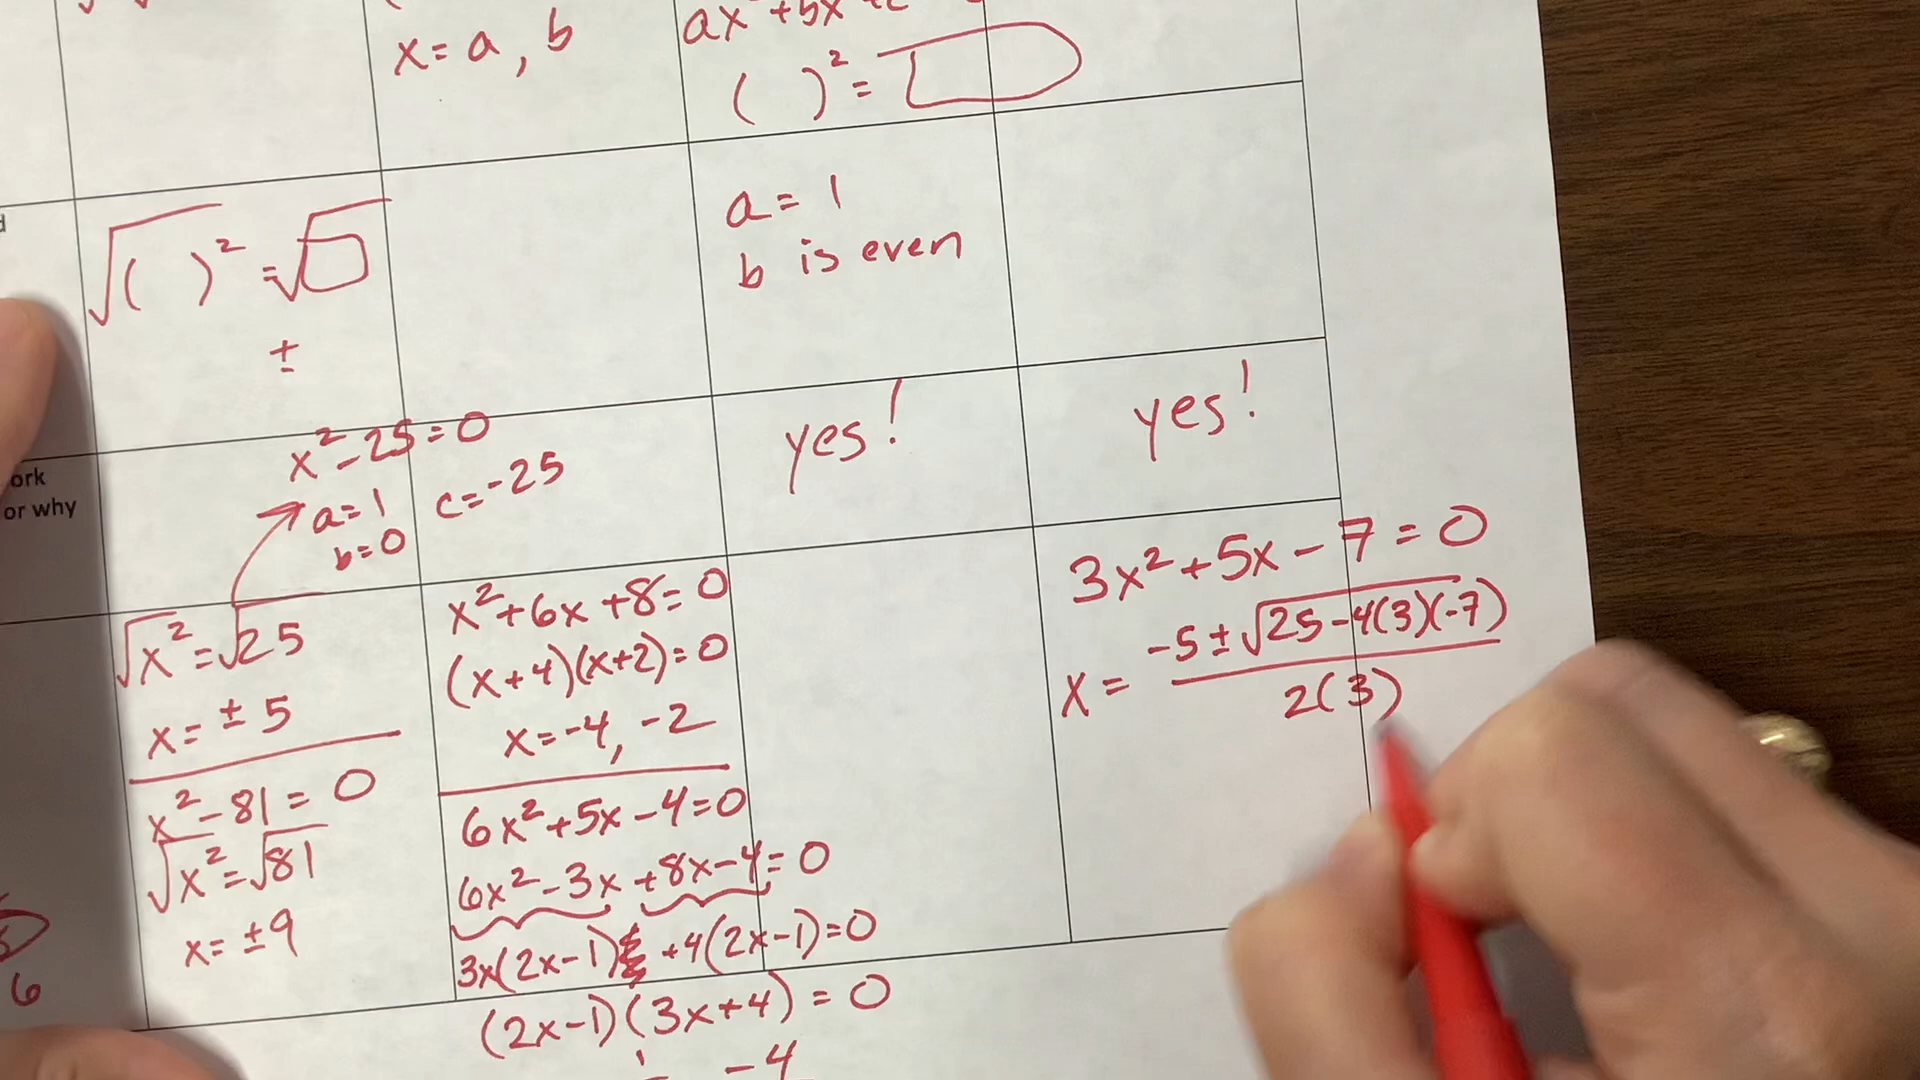 x = a, b
ax² + bx + c
( )² =
√( )² = √
±
a = 1
b is even
ork
or why
x² - 25 = 0
a = 1 c = -25
b = 0
yes!
yes!
√x² = √25
x = ± 5
x² - 81 = 0
√x² = √81
x = ± 9
x² + 6x + 8 = 0
(x + 4)(x + 2) = 0
x = -4, -2
6x² + 5x - 4 = 0
6x² - 3x + 8x - 4 = 0
3x(2x - 1) + 4(2x - 1) = 0
(2x - 1)(3x + 4) = 0
-4
3x² + 5x - 7 = 0
x = -5 ± √25 - 4(3)(-7) / 2(3)
6